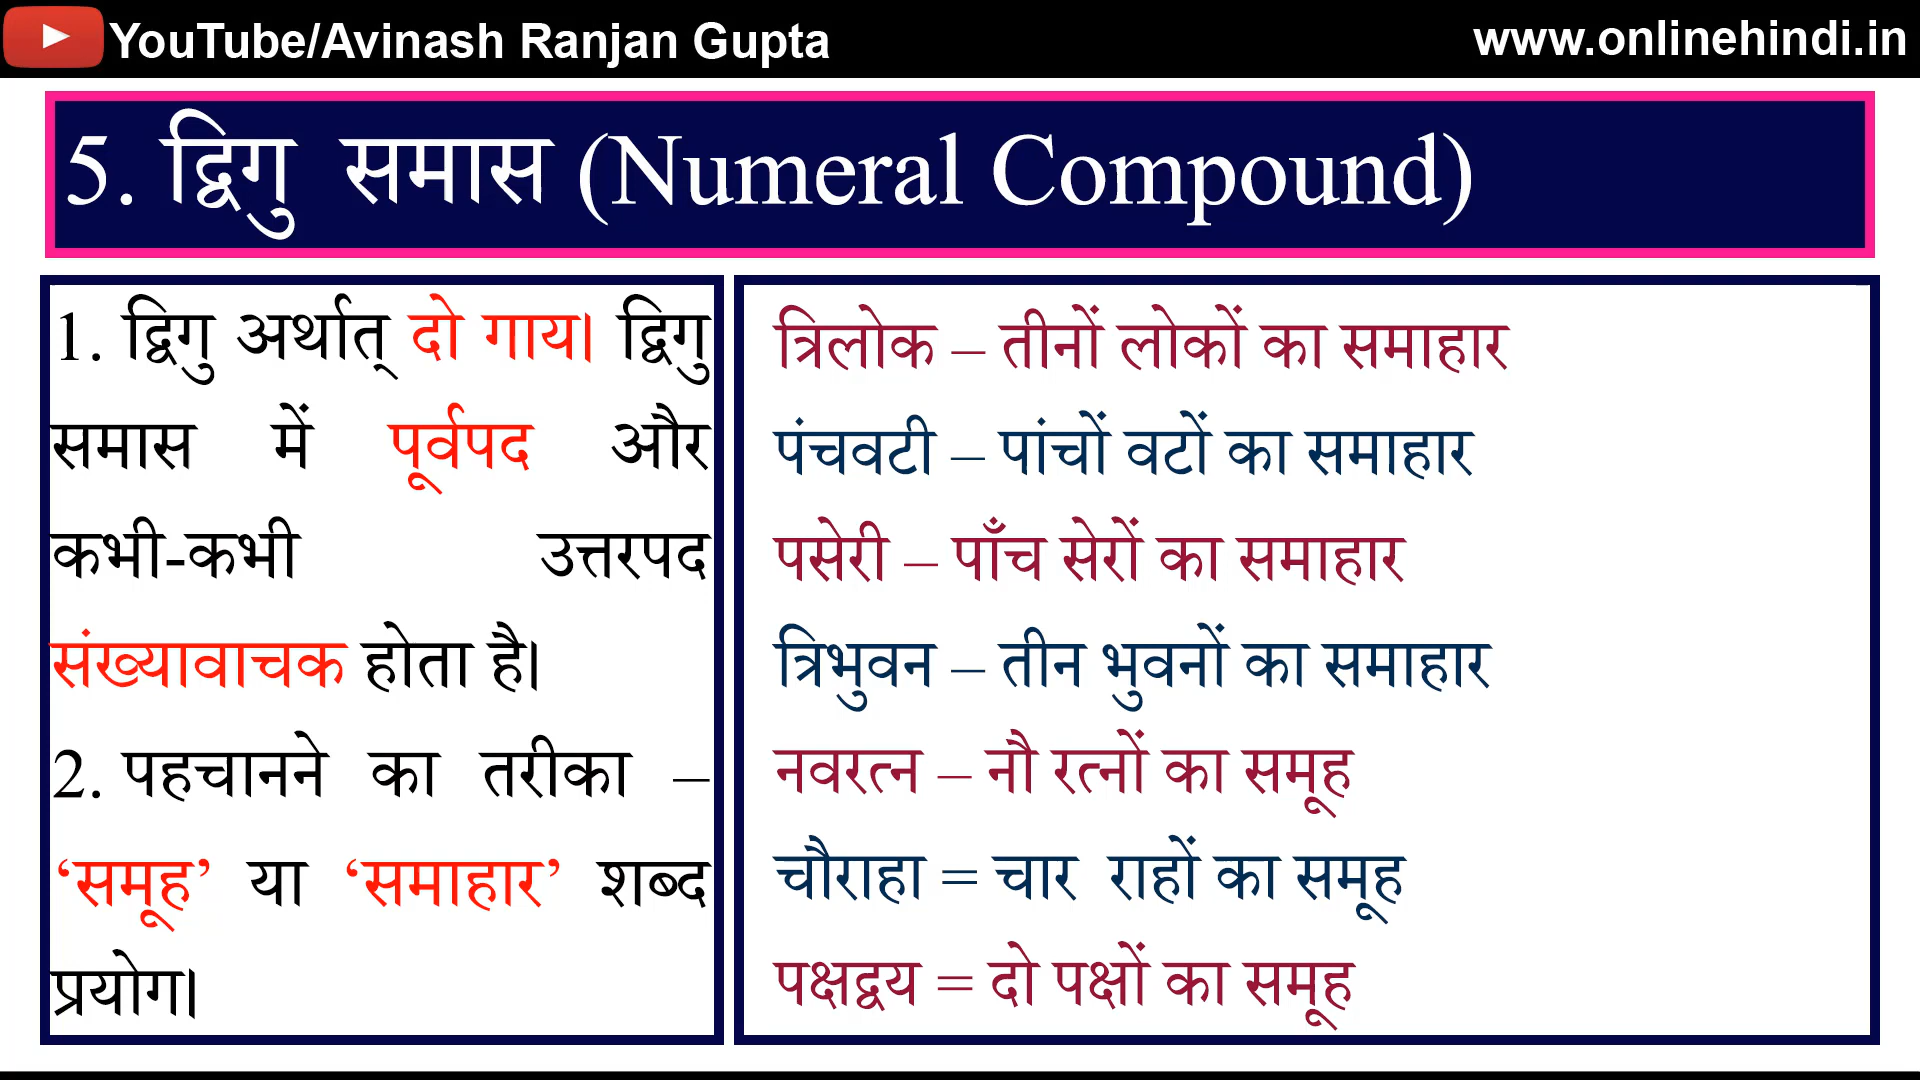 YouTube/Avinash Ranjan Gupta
www.onlinehindi.in
5. द्विगु समास (Numeral Compound)
1. द्विगु अर्थात् दो गाय। द्विगु
समास में पूर्वपद और
कभी-कभी उत्तरपद
संख्यावाचक होता है।
2. पहचानने का तरीका –
‘समूह’ या ‘समाहार’ शब्द
प्रयोग।
त्रिलोक – तीनों लोकों का समाहार
पंचवटी – पांचों वटों का समाहार
पसेरी – पाँच सेरों का समाहार
त्रिभुवन – तीन भुवनों का समाहार
नवरत्न – नौ रत्नों का समूह
चौराहा = चार राहों का समूह
पक्षद्वय = दो पक्षों का समूह